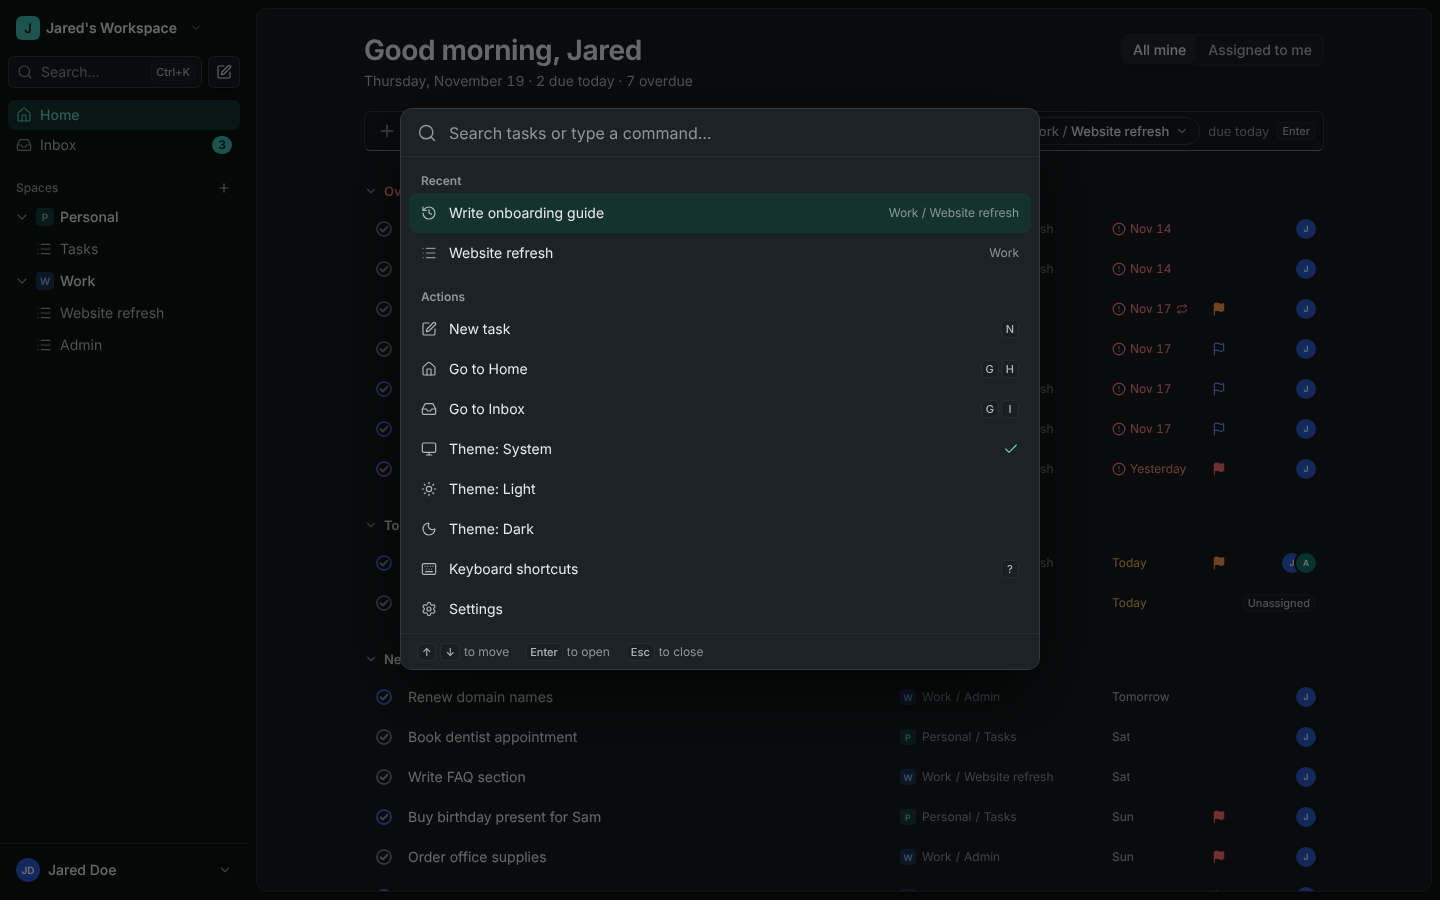 J Jared's Workspace
Search... Ctrl+K
Home
Inbox 3
Spaces
P Personal
Tasks
W Work
Website refresh
Admin
JD Jared Doe
Good morning, Jared
Thursday, November 19 · 2 due today · 7 overdue
All mine Assigned to me
/ Website refresh due today Enter
Search tasks or type a command...
Recent
Write onboarding guide Work / Website refresh
Website refresh Work
Actions
New task N
Go to Home G H
Go to Inbox G I
Theme: System
Theme: Light
Theme: Dark
Keyboard shortcuts ?
Settings
↑ ↓ to move Enter to open Esc to close
Nov 14 J
Nov 14 J
Nov 17 J
Nov 17 J
Nov 17 J
Nov 17 J
Yesterday J
Today J A
Today Unassigned
Renew domain names W Work / Admin Tomorrow J
Book dentist appointment P Personal / Tasks Sat J
Write FAQ section W Work / Website refresh Sat J
Buy birthday present for Sam P Personal / Tasks Sun J
Order office supplies W Work / Admin Sun J